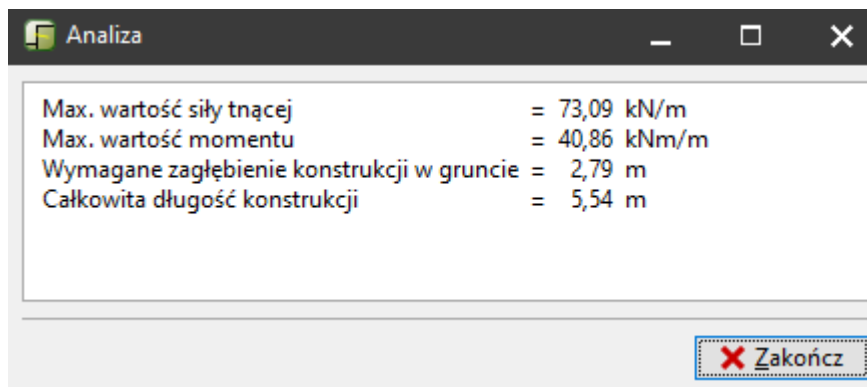 Analiza
Max. wartość siły tnącej = 73,09 kN/m
Max. wartość momentu = 40,86 kNm/m
Wymagane zagłębienie konstrukcji w gruncie = 2,79 m
Całkowita długość konstrukcji = 5,54 m
Zakończ